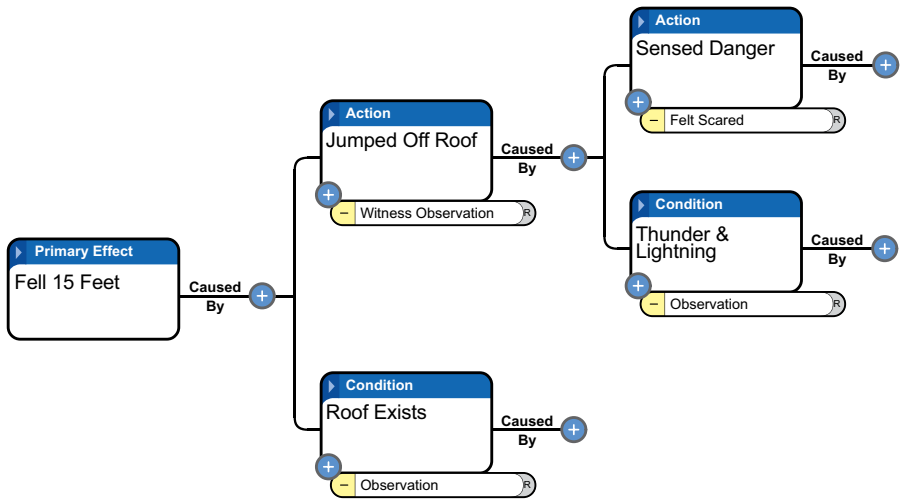 Primary Effect
Fell 15 Feet
Caused
By
Action
Jumped Off Roof
Witness Observation
R
Caused
By
Action
Sensed Danger
Felt Scared
R
Caused
By
Condition
Thunder &
Lightning
Observation
R
Caused
By
Condition
Roof Exists
Observation
R
Caused
By